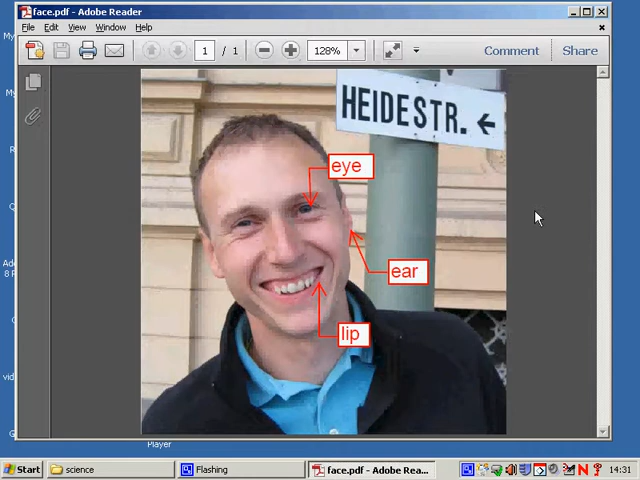 face.pdf - Adobe Reader
File Edit View Window Help
1 / 1 128% Comment Share
HEIDESTR. ←
eye
ear
lip
Player
Start science Flashing face.pdf - Adobe Rea... 14:31